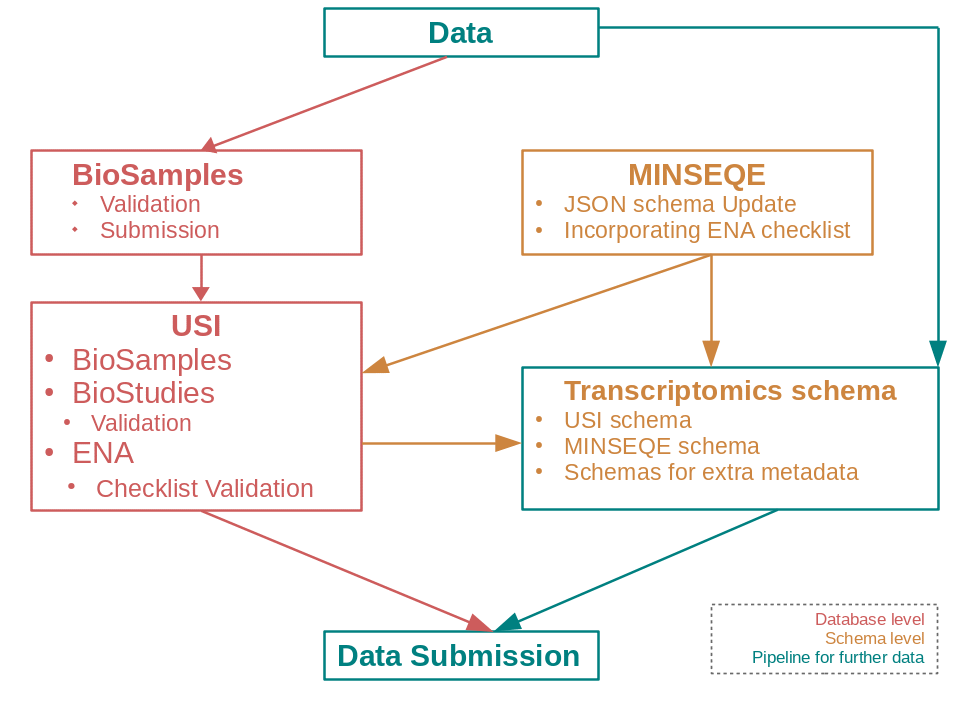 Data
BioSamples
Validation
Submission
MINSEQE
JSON schema Update
Incorporating ENA checklist
USI
BioSamples
BioStudies
Validation
ENA
Checklist Validation
Transcriptomics schema
USI schema
MINSEQE schema
Schemas for extra metadata
Data Submission
Database level
Schema level
Pipeline for further data